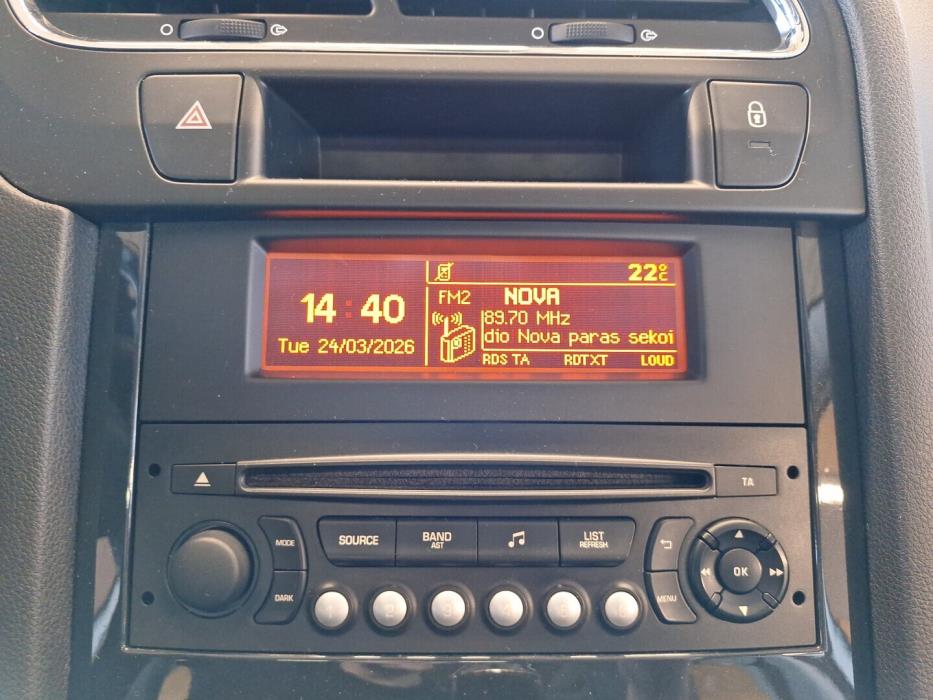 22°C
14:40
FM2 NOVA
89.70 MHz
dio Nova paras sekoi
Tue 24/03/2026
RDS TA RDTXT LOUD
TA
MODE
SOURCE
BAND
AST
LIST
REFRESH
OK
DARK
MENU
1 2 3 4 5 6